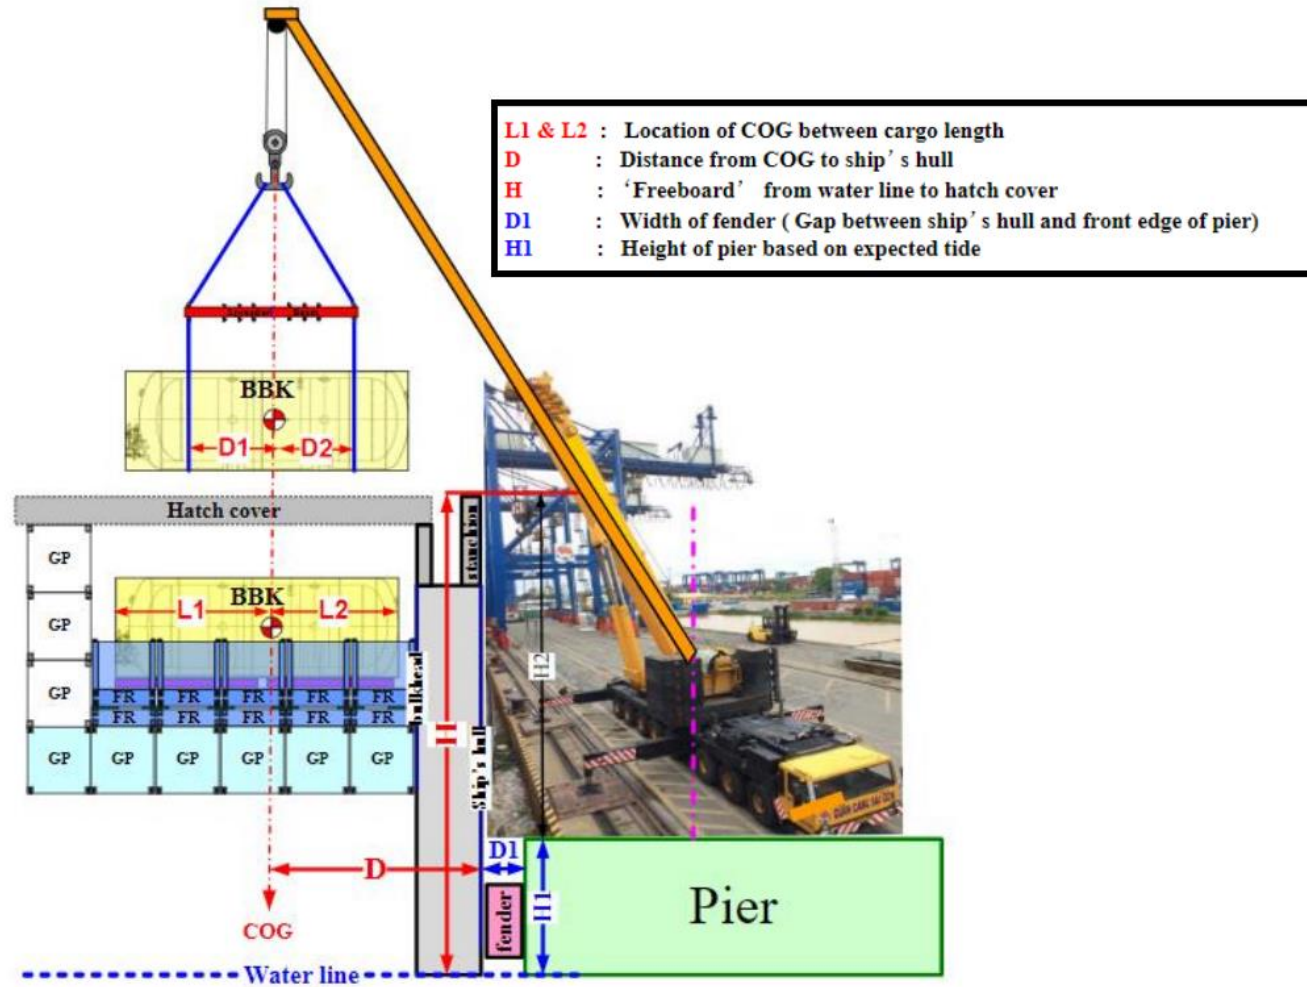 L1 & L2 : Location of COG between cargo length
D : Distance from COG to ship's hull
H : 'Freeboard' from water line to hatch cover
D1 : Width of fender ( Gap between ship's hull and front edge of pier)
H1 : Height of pier based on expected tide
BBK
D1 D2
Hatch cover
stanchion
GP
BBK
GP
L1 L2
H2
GP
FR FR FR FR FR
FR FR FR FR FR
bulkhead
H
Ship's hull
GP GP GP GP GP GP
D1
D
H1
fender
Pier
COG
Water line